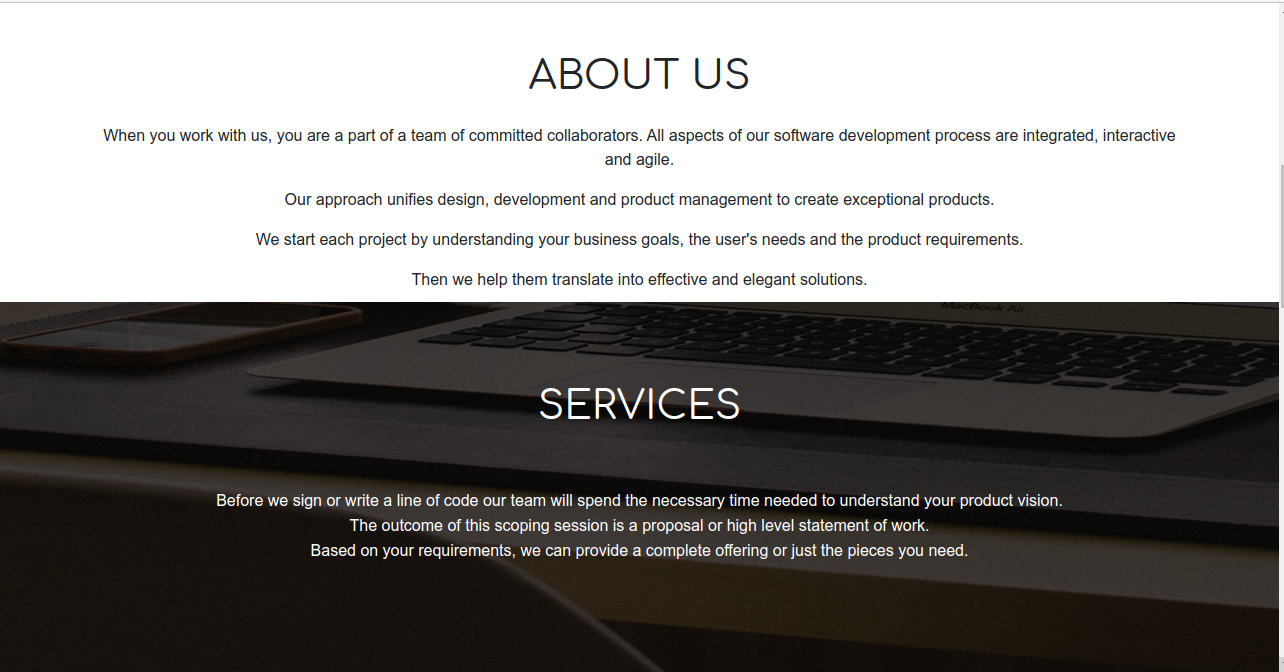 ABOUT US
When you work with us, you are a part of a team of committed collaborators. All aspects of our software development process are integrated, interactive
and agile.
Our approach unifies design, development and product management to create exceptional products.
We start each project by understanding your business goals, the user's needs and the product requirements.
Then we help them translate into effective and elegant solutions.
MacBook Air
SERVICES
Before we sign or write a line of code our team will spend the necessary time needed to understand your product vision.
The outcome of this scoping session is a proposal or high level statement of work.
Based on your requirements, we can provide a complete offering or just the pieces you need.